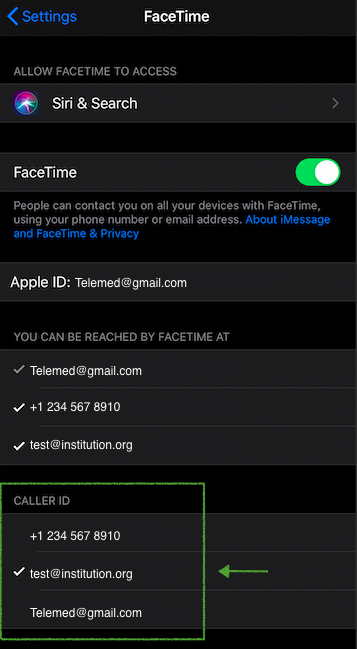 Settings
FaceTime
ALLOW FACETIME TO ACCESS
Siri & Search
FaceTime
People can contact you on all your devices with FaceTime,
using your phone number or email address. About iMessage
and FaceTime & Privacy
Apple ID: Telemed@gmail.com
YOU CAN BE REACHED BY FACETIME AT
Telemed@gmail.com
+1 234 567 8910
test@institution.org
CALLER ID
+1 234 567 8910
test@institution.org
Telemed@gmail.com